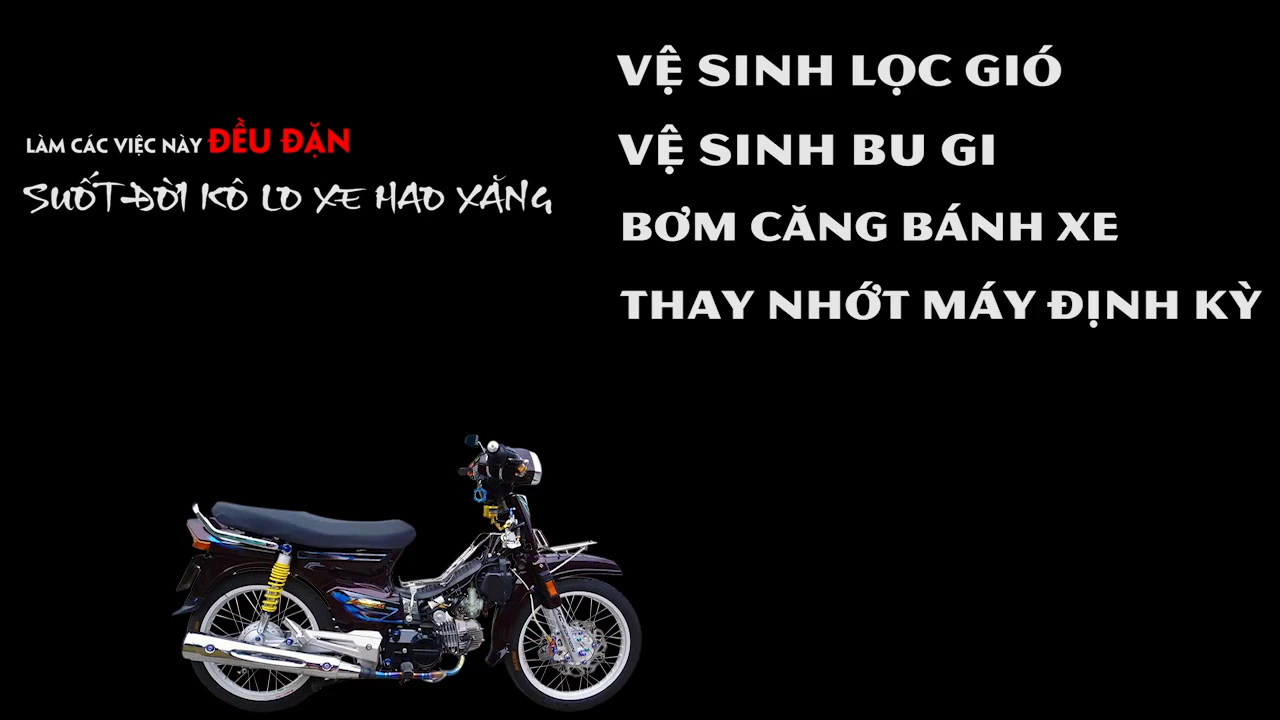 LÀM CÁC VIỆC NÀY ĐỀU ĐẶN
SUỐT ĐỜI KÔ LO XE HAO XĂNG
VỆ SINH LỌC GIÓ
VỆ SINH BU GI
BƠM CĂNG BÁNH XE
THAY NHỚT MÁY ĐỊNH KỲ